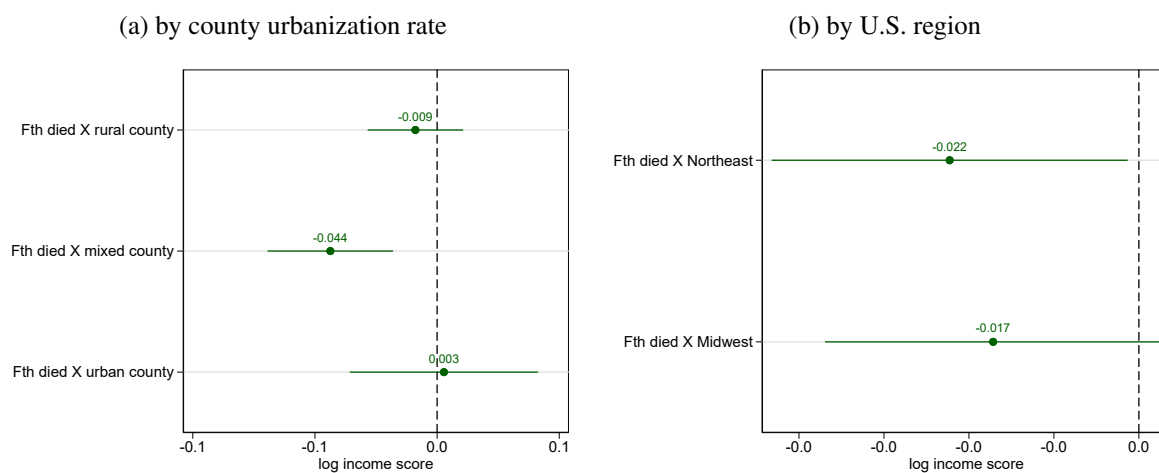 (a) by county urbanization rate
Fth died X rural county
-0.009
Fth died X mixed county
-0.044
Fth died X urban county
0.003
-0.1 -0.1 0.0 0.1
log income score
(b) by U.S. region
Fth died X Northeast
-0.022
Fth died X Midwest
-0.017
-0.0 -0.0 -0.0 -0.0 0.0
log income score